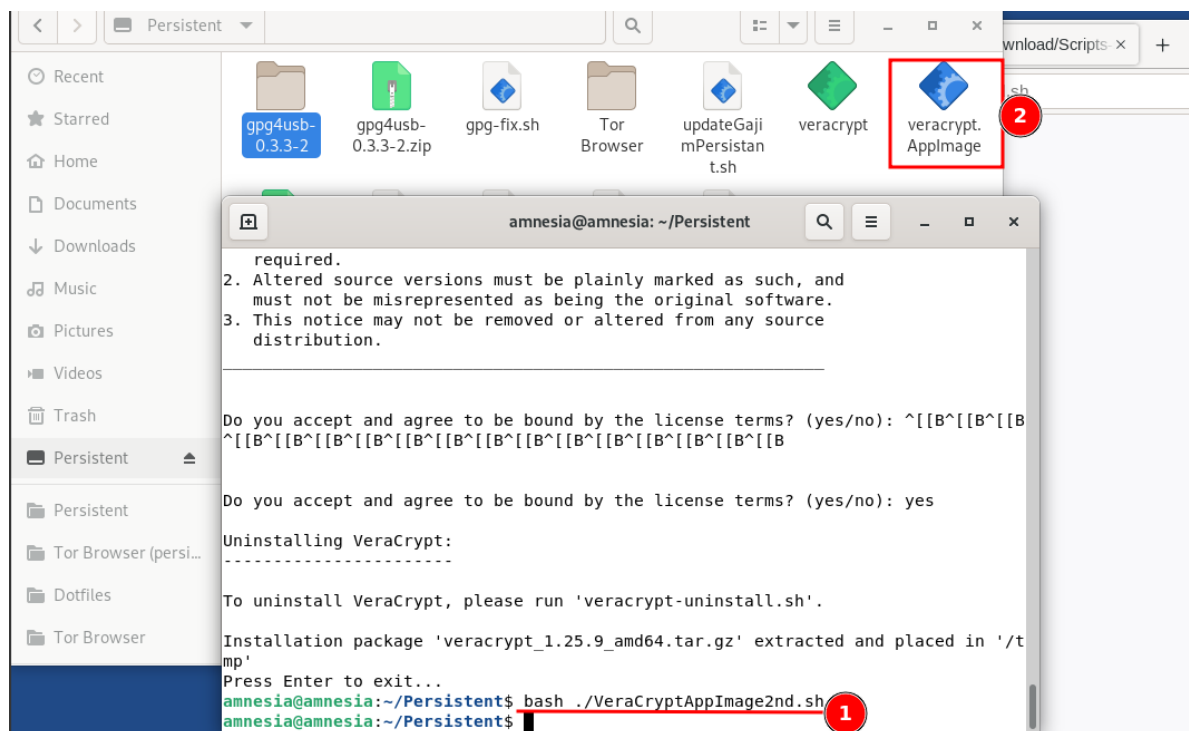 Persistent
wnload/Scripts-
Recent
Starred
Home
Documents
Downloads
Music
Pictures
Videos
Trash
Persistent
Persistent
Tor Browser (persi...
Dotfiles
Tor Browser
gpg4usb-
0.3.3-2
gpg4usb-
0.3.3-2.zip
gpg-fix.sh
Tor
Browser
updateGaji
mPersistan
t.sh
veracrypt
veracrypt.
AppImage
.sh
2
amnesia@amnesia: ~/Persistent
required.
2. Altered source versions must be plainly marked as such, and
must not be misrepresented as being the original software.
3. This notice may not be removed or altered from any source
distribution.
____________________________________________________________
Do you accept and agree to be bound by the license terms? (yes/no): ^[[B^[[B^[[B
^[[B^[[B^[[B^[[B^[[B^[[B^[[B^[[B^[[B^[[B^[[B^[[B^[[B^[[B
Do you accept and agree to be bound by the license terms? (yes/no): yes
Uninstalling VeraCrypt:
-----------------------
To uninstall VeraCrypt, please run 'veracrypt-uninstall.sh'.
Installation package 'veracrypt_1.25.9_amd64.tar.gz' extracted and placed in '/t
mp'
Press Enter to exit...
amnesia@amnesia:~/Persistent$ bash ./VeraCryptAppImage2nd.sh
1
amnesia@amnesia:~/Persistent$